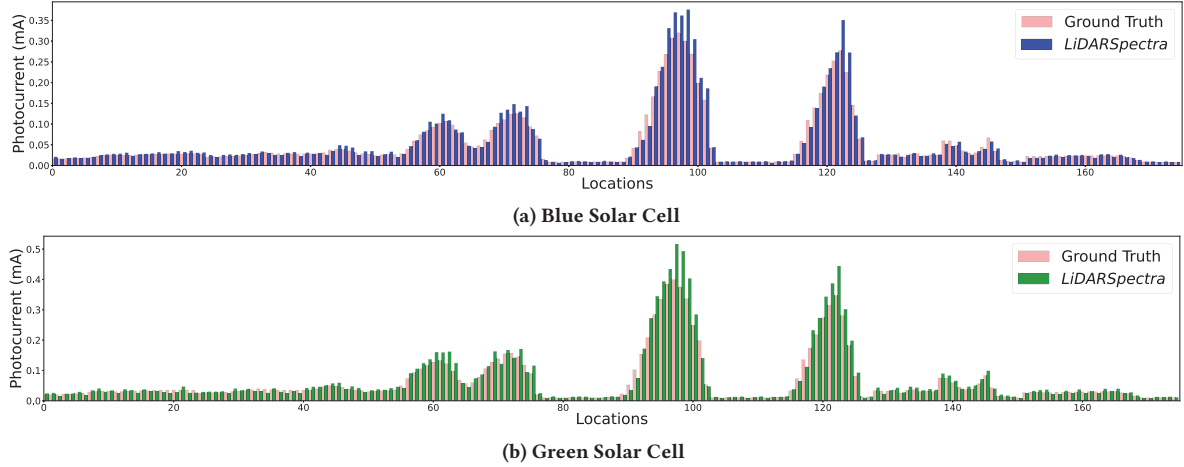 Photocurrent (mA)
0.35
0.30
0.25
0.20
0.15
0.10
0.05
0.00
Ground Truth
LiDARSpectra
0 20 40 60 80 100 120 140 160
Locations
(a) Blue Solar Cell
Photocurrent (mA)
0.5
0.4
0.3
0.2
0.1
0.0
Ground Truth
LiDARSpectra
0 20 40 60 80 100 120 140 160
Locations
(b) Green Solar Cell